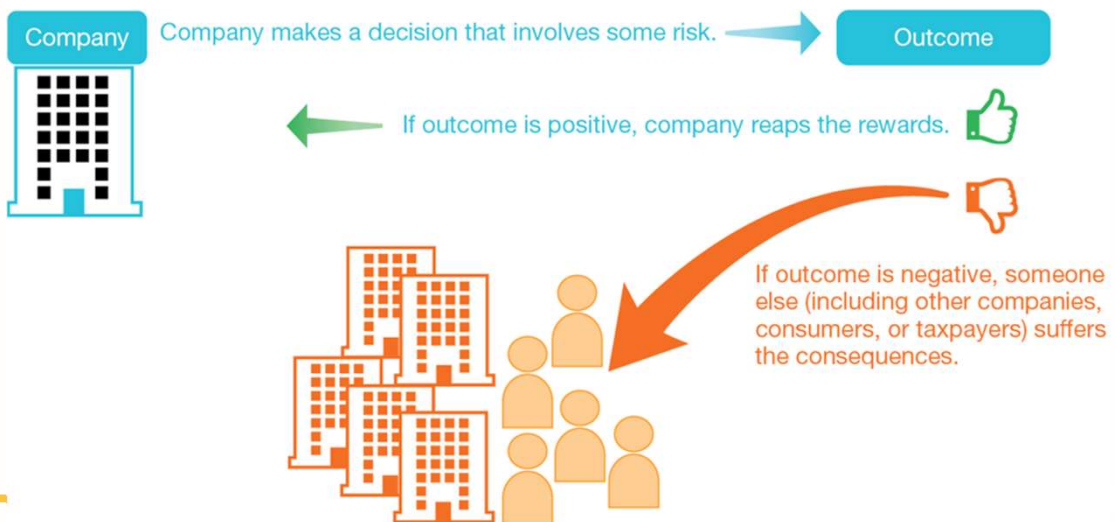 Company
Company makes a decision that involves some risk.
Outcome
If outcome is positive, company reaps the rewards.
If outcome is negative, someone
else (including other companies,
consumers, or taxpayers) suffers
the consequences.